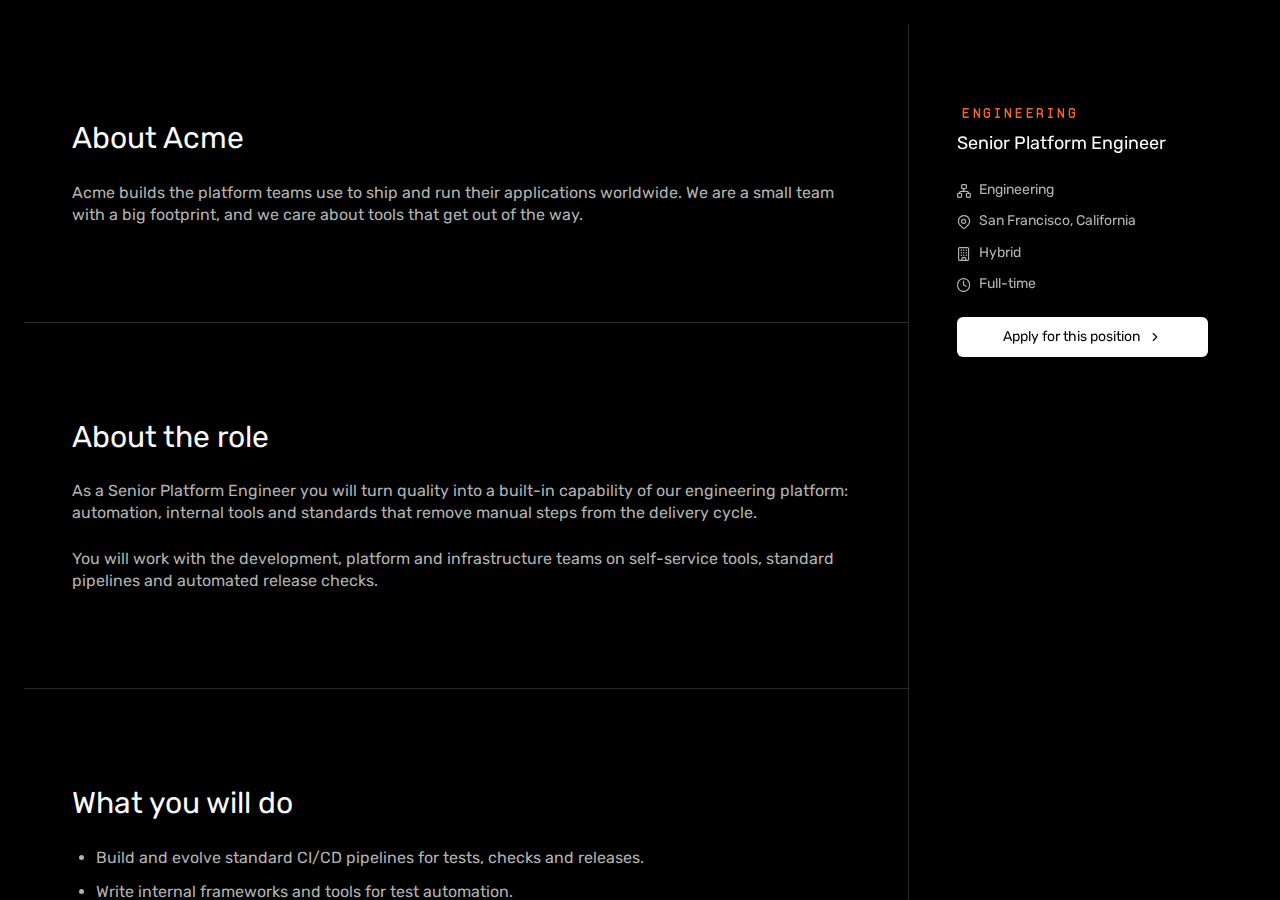 About Acme
Acme builds the platform teams use to ship and run their applications worldwide. We are a small team
with a big footprint, and we care about tools that get out of the way.
About the role
As a Senior Platform Engineer you will turn quality into a built-in capability of our engineering platform:
automation, internal tools and standards that remove manual steps from the delivery cycle.
You will work with the development, platform and infrastructure teams on self-service tools, standard
pipelines and automated release checks.
What you will do
• Build and evolve standard CI/CD pipelines for tests, checks and releases.
• Write internal frameworks and tools for test automation.
ENGINEERING
Senior Platform Engineer
Engineering
San Francisco, California
Hybrid
Full-time
Apply for this position